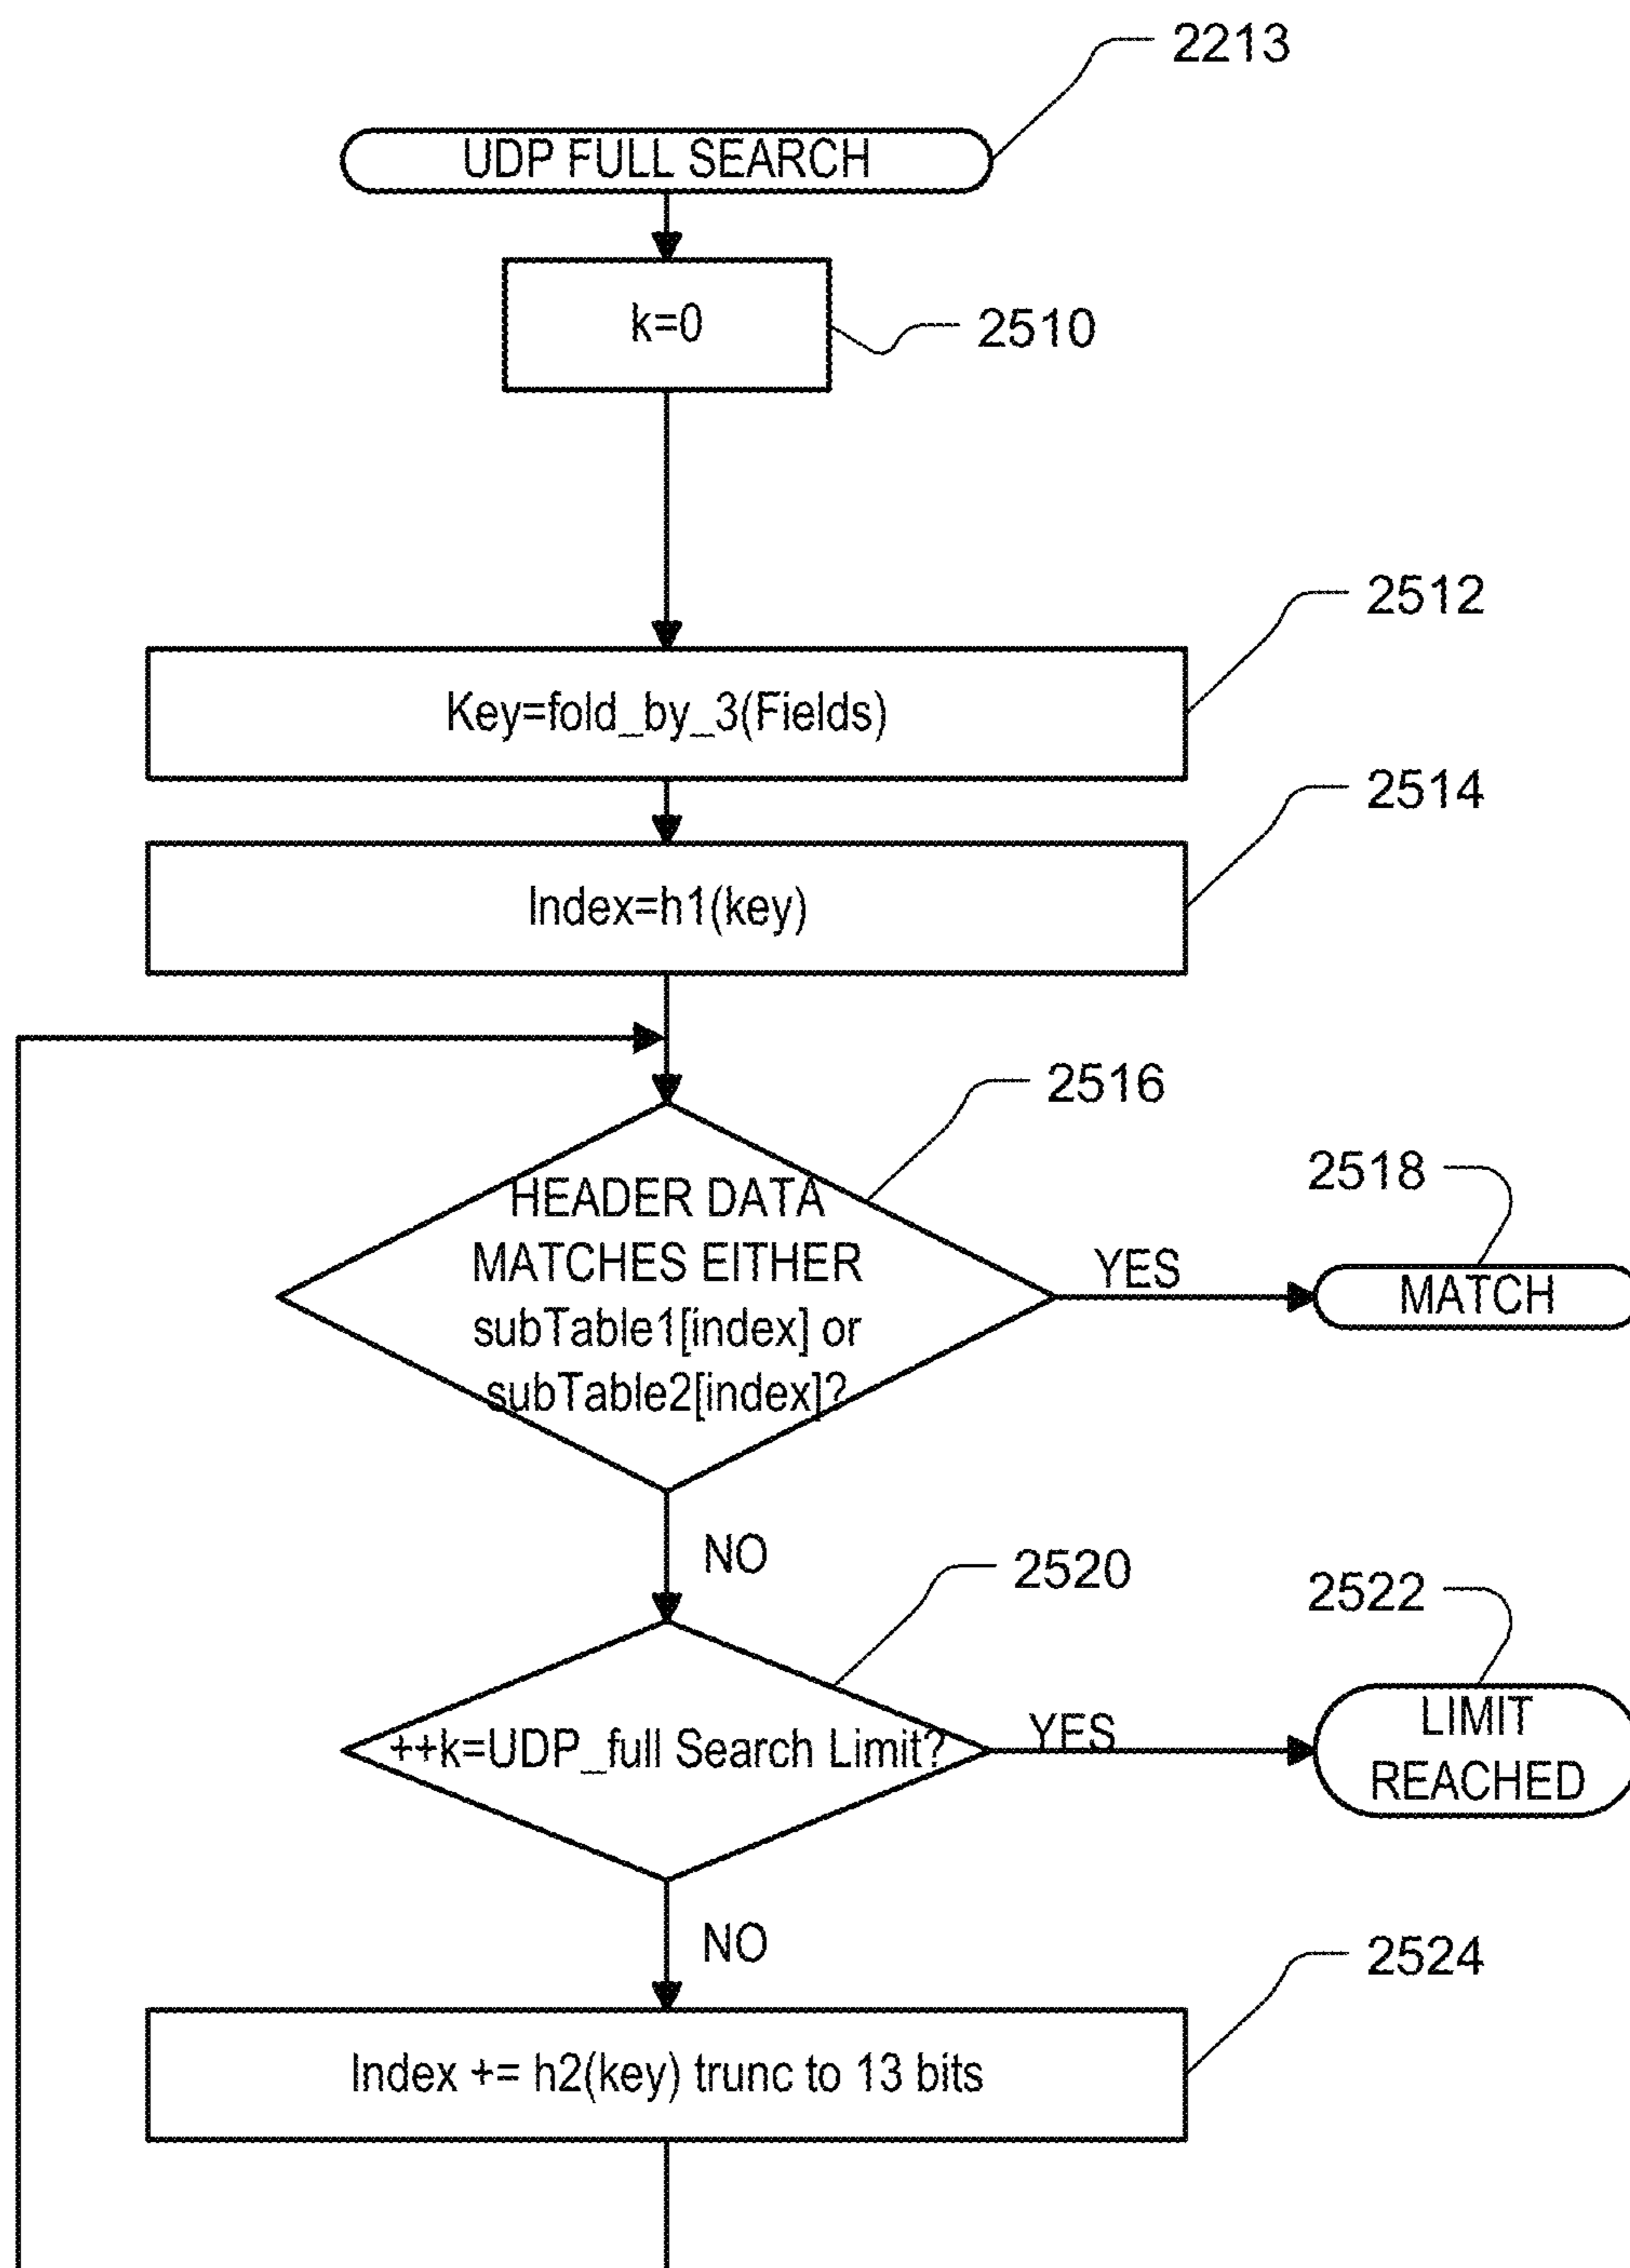 2213
UDP FULL SEARCH
k=0
2510
2512
Key=fold_by_3(Fields)
2514
Index=h1(key)
2516
HEADER DATA
MATCHES EITHER
subTable1[index] or
subTable2[index]?
YES
2518
MATCH
NO
2520
++k=UDP_full Search Limit?
YES
2522
LIMIT
REACHED
NO
2524
Index += h2(key) trunc to 13 bits